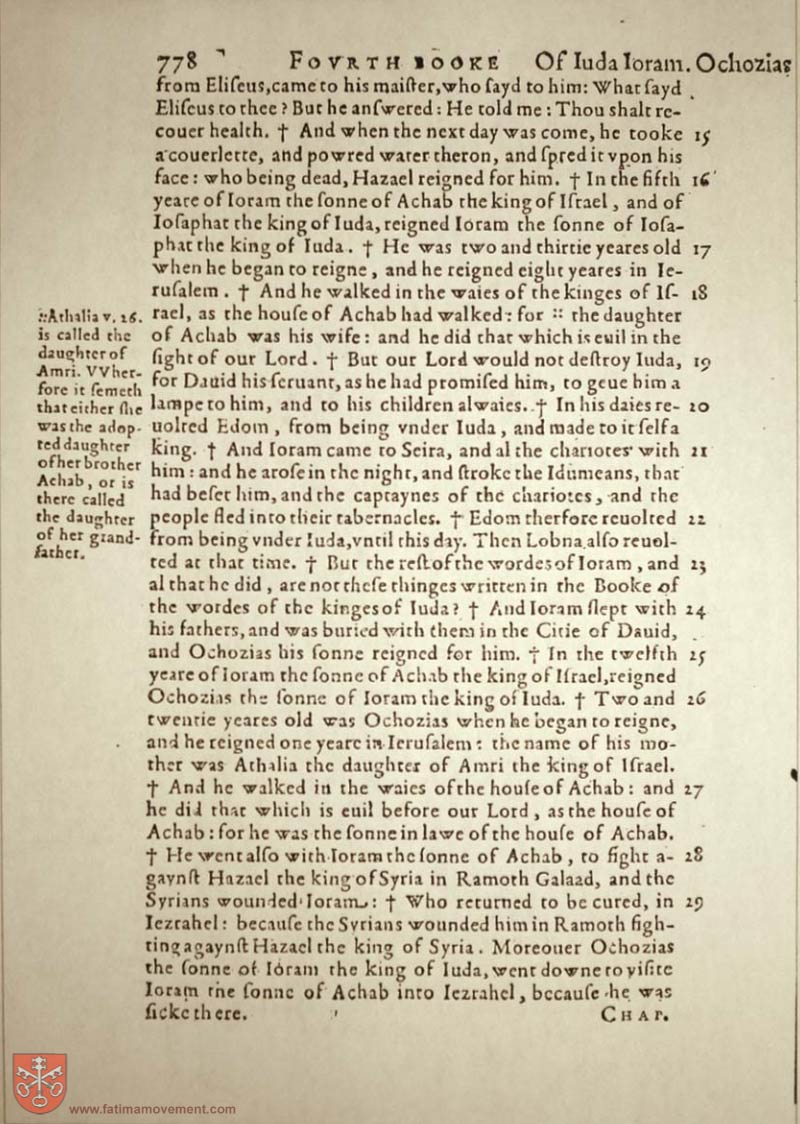 778 FOVRTH BOOKE Of Iuda Ioram. Ochozias
from Eliſeus, came to his maiſter, who ſayd to him: What ſayd
Eliſeus to thee? But he anſwered: He told me: Thou shalt re-
couer health. † And when the next day was come, he tooke 15
a couerlette, and powred water theron, and ſpred it vpon his
face: who being dead, Hazael reigned for him. † In the fifth 16
yeare of Ioram the ſonne of Achab the king of Iſrael, and of
Ioſaphat the king of Iuda, reigned Ioram the ſonne of Ioſa-
phat the king of Iuda. † He was two and thirtie yeares old 17
when he began to reigne, and he reigned eight yeares in Ie-
ruſalem. † And he walked in the waies of the kinges of Iſ- 18
rael, as the houſe of Achab had walked: for :: the daughter
of Achab was his wife: and he did that which is euil in the
ſight of our Lord. † But our Lord would not deſtroy Iuda, 19
for Dauid his ſeruant, as he had promiſed him, to geue him a
lampe to him, and to his children alwaies. † In his daies re- 20
uolted Edom, from being vnder Iuda, and made to it ſelf a
king. † And Ioram came to Seira, and al the chariotes with 21
him: and he aroſe in the night, and ſtroke the Idumeans, that
had beſet him, and the captaynes of the chariotes, and the
people fled into their tabernacles. † Edom therfore reuolted 22
from being vnder Iuda, vntil this day. Then Lobna alſo reuol-
ted at that time. † But the reſt of the wordes of Ioram, and 23
al that he did, are not theſe thinges written in the Booke of
the wordes of the kinges of Iuda? † And Ioram ſlept with 24
his fathers, and was buried with them in the Citie of Dauid,
and Ochozias his ſonne reigned for him. † In the twelfth 25
yeare of Ioram the ſonne of Achab the king of Iſrael, reigned
Ochozias the ſonne of Ioram the king of Iuda. † Two and 26
twentie yeares old was Ochozias when he began to reigne,
and he reigned one yeare in Ieruſalem: the name of his mo-
ther was Athalia the daughter of Amri the king of Iſrael.
† And he walked in the waies of the houſe of Achab: and 27
he did that which is euil before our Lord, as the houſe of
Achab: for he was the ſonne in lawe of the houſe of Achab.
† He went alſo with Ioram the ſonne of Achab, to fight a- 28
gaynſt Hazael the king of Syria in Ramoth Galaad, and the
Syrians wounded Ioram: † Who returned to be cured, in 29
Iezrahel: becauſe the Syrians wounded him in Ramoth figh-
ting agaynſt Hazael the king of Syria. Moreouer Ochozias
the ſonne of Ioram the king of Iuda, went downe to viſite
Ioram the ſonne of Achab into Iezrahel, becauſe he was
ſicke there. CHAP.
:: Athalia v. 26.
is called the
daughter of
Amri. VVher-
fore it ſemeth
that either ſhe
was the adop-
ted daughter
of her brother
Achab, or is
there called
the daughter
of her grand-
father.
www.fatimamovement.com